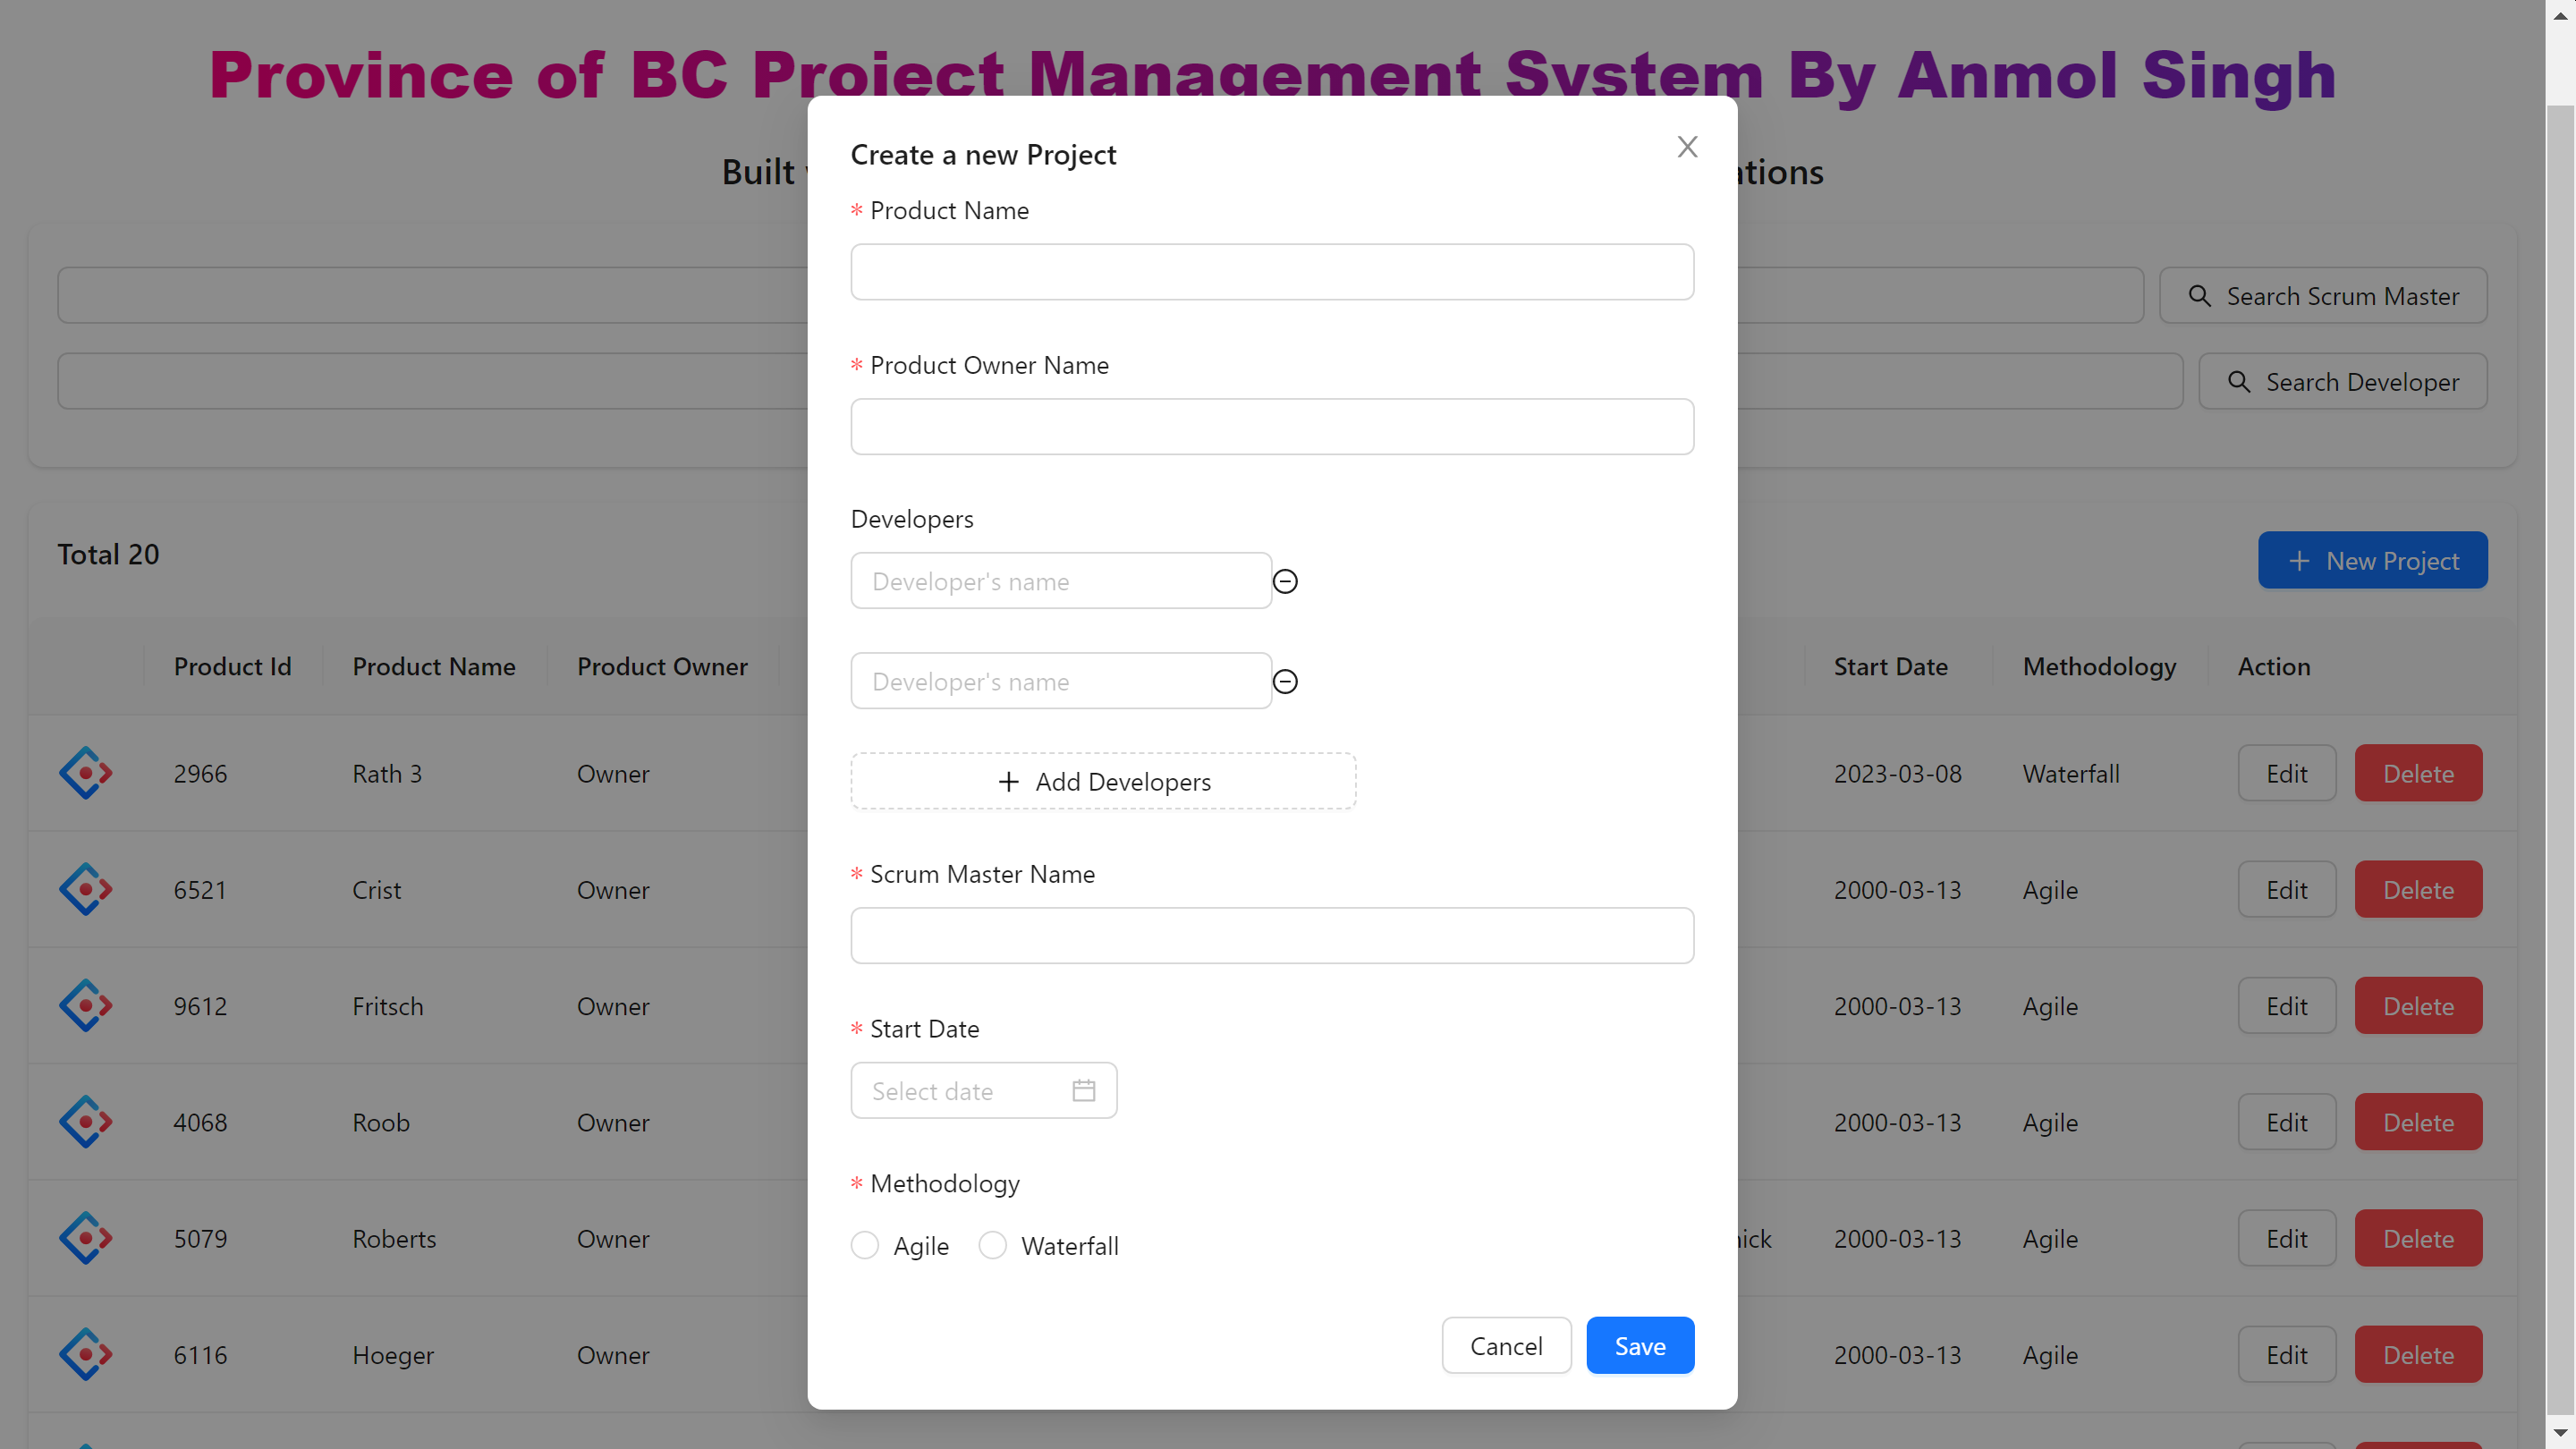 Province of BC Project Management System By Anmol Singh
Built
ations
Create a new Project
* Product Name
* Product Owner Name
Developers
Developer's name
Developer's name
+ Add Developers
* Scrum Master Name
* Start Date
Select date
* Methodology
Agile Waterfall
Cancel Save
Search Scrum Master
Search Developer
Total 20
+ New Project
Product Id Product Name Product Owner Start Date Methodology Action
2966 Rath 3 Owner 2023-03-08 Waterfall Edit Delete
6521 Crist Owner 2000-03-13 Agile Edit Delete
9612 Fritsch Owner 2000-03-13 Agile Edit Delete
4068 Roob Owner 2000-03-13 Agile Edit Delete
5079 Roberts Owner ick 2000-03-13 Agile Edit Delete
6116 Hoeger Owner 2000-03-13 Agile Edit Delete